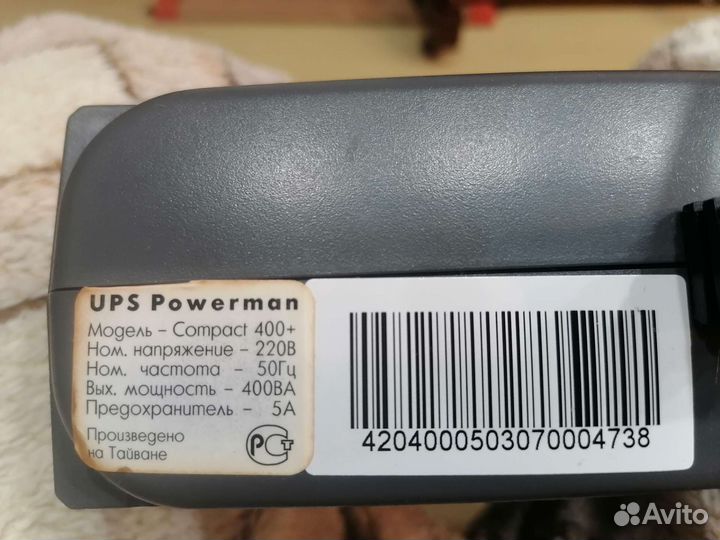 UPS Powerman
Модель – Compact 400+
Ном. напряжение – 220В
Ном. частота – 50Гц
Вых. мощность – 400ВА
Предохранитель – 5А
Произведено
на Тайване
РСТ
4204000503070004738
Avito